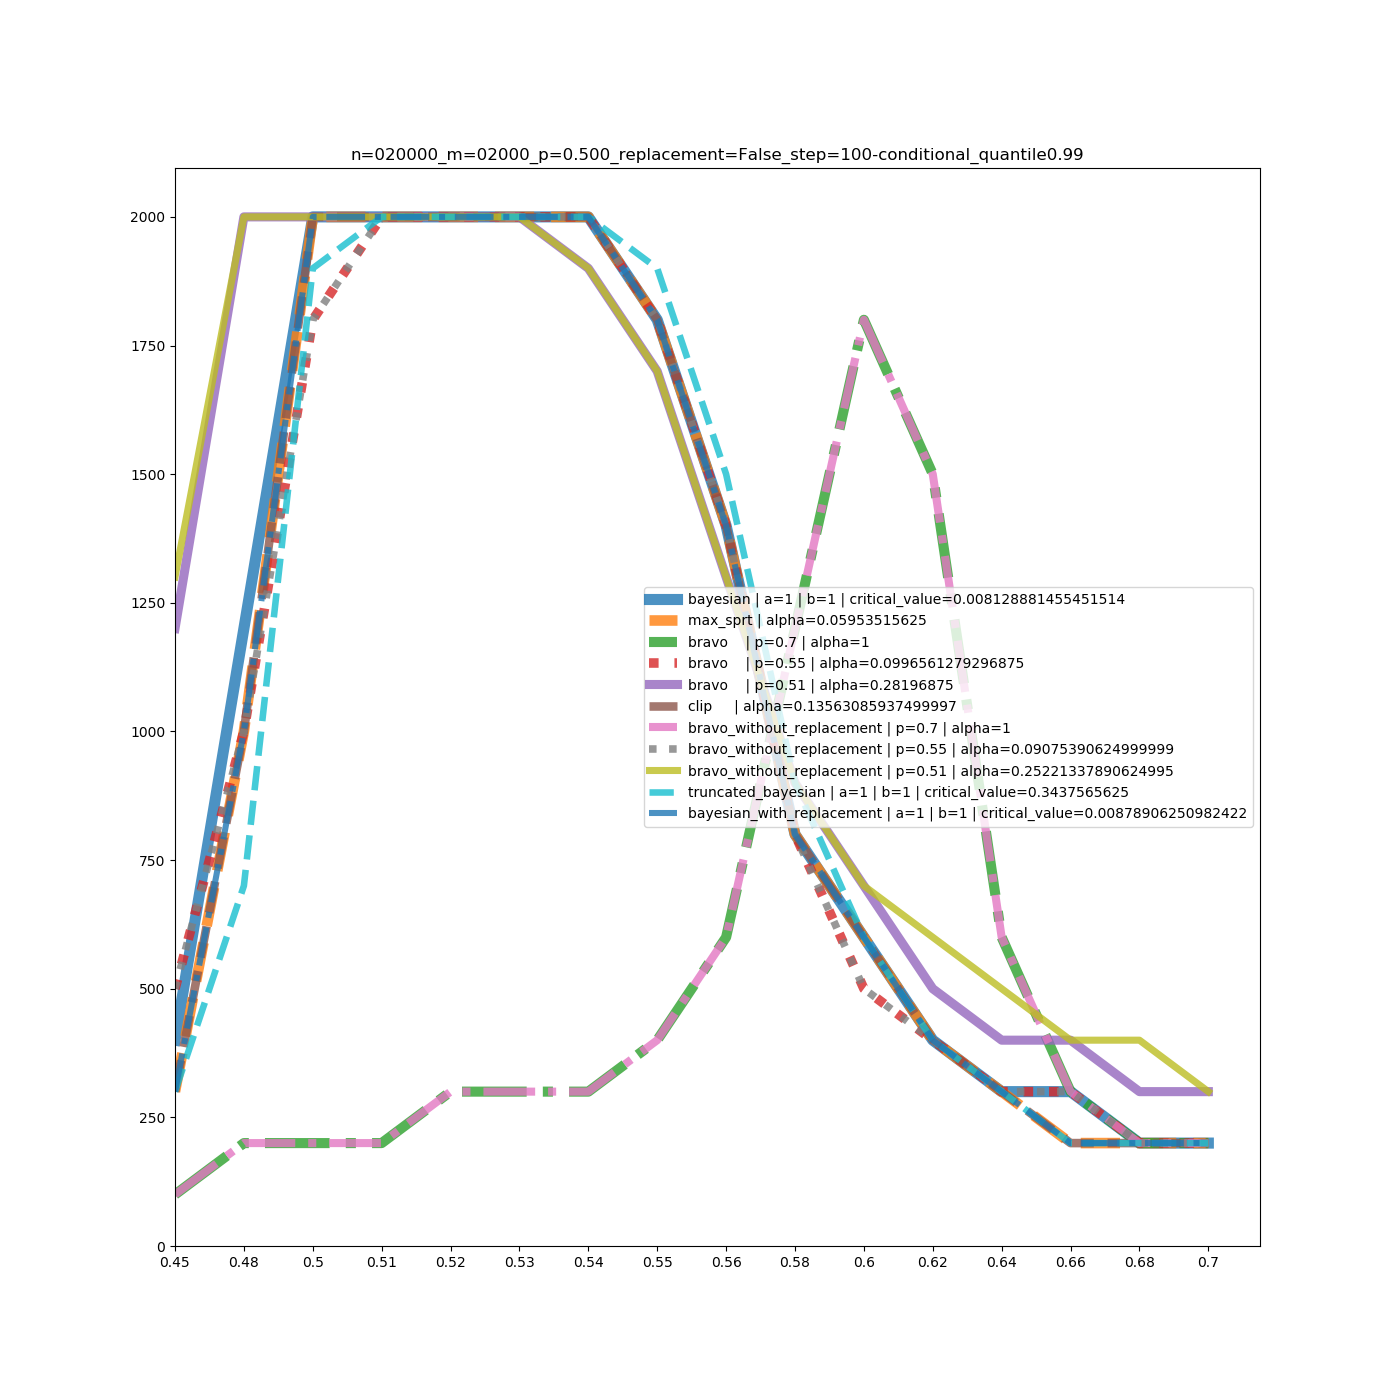 n=020000_m=02000_p=0.500_replacement=False_step=100-conditional_quantile0.99
2000
1750
1500
1250
1000
750
500
250
0
bayesian | a=1 | b=1 | critical_value=0.008128881455451514
max_sprt | alpha=0.05953515625
bravo | p=0.7 | alpha=1
bravo | p=0.55 | alpha=0.0996561279296875
bravo | p=0.51 | alpha=0.28196875
clip | alpha=0.13563085937499997
bravo_without_replacement | p=0.7 | alpha=1
bravo_without_replacement | p=0.55 | alpha=0.09075390624999999
bravo_without_replacement | p=0.51 | alpha=0.25221337890624995
truncated_bayesian | a=1 | b=1 | critical_value=0.3437565625
bayesian_with_replacement | a=1 | b=1 | critical_value=0.00878906250982422
0.45 0.48 0.5 0.51 0.52 0.53 0.54 0.55 0.56 0.58 0.6 0.62 0.64 0.66 0.68 0.7